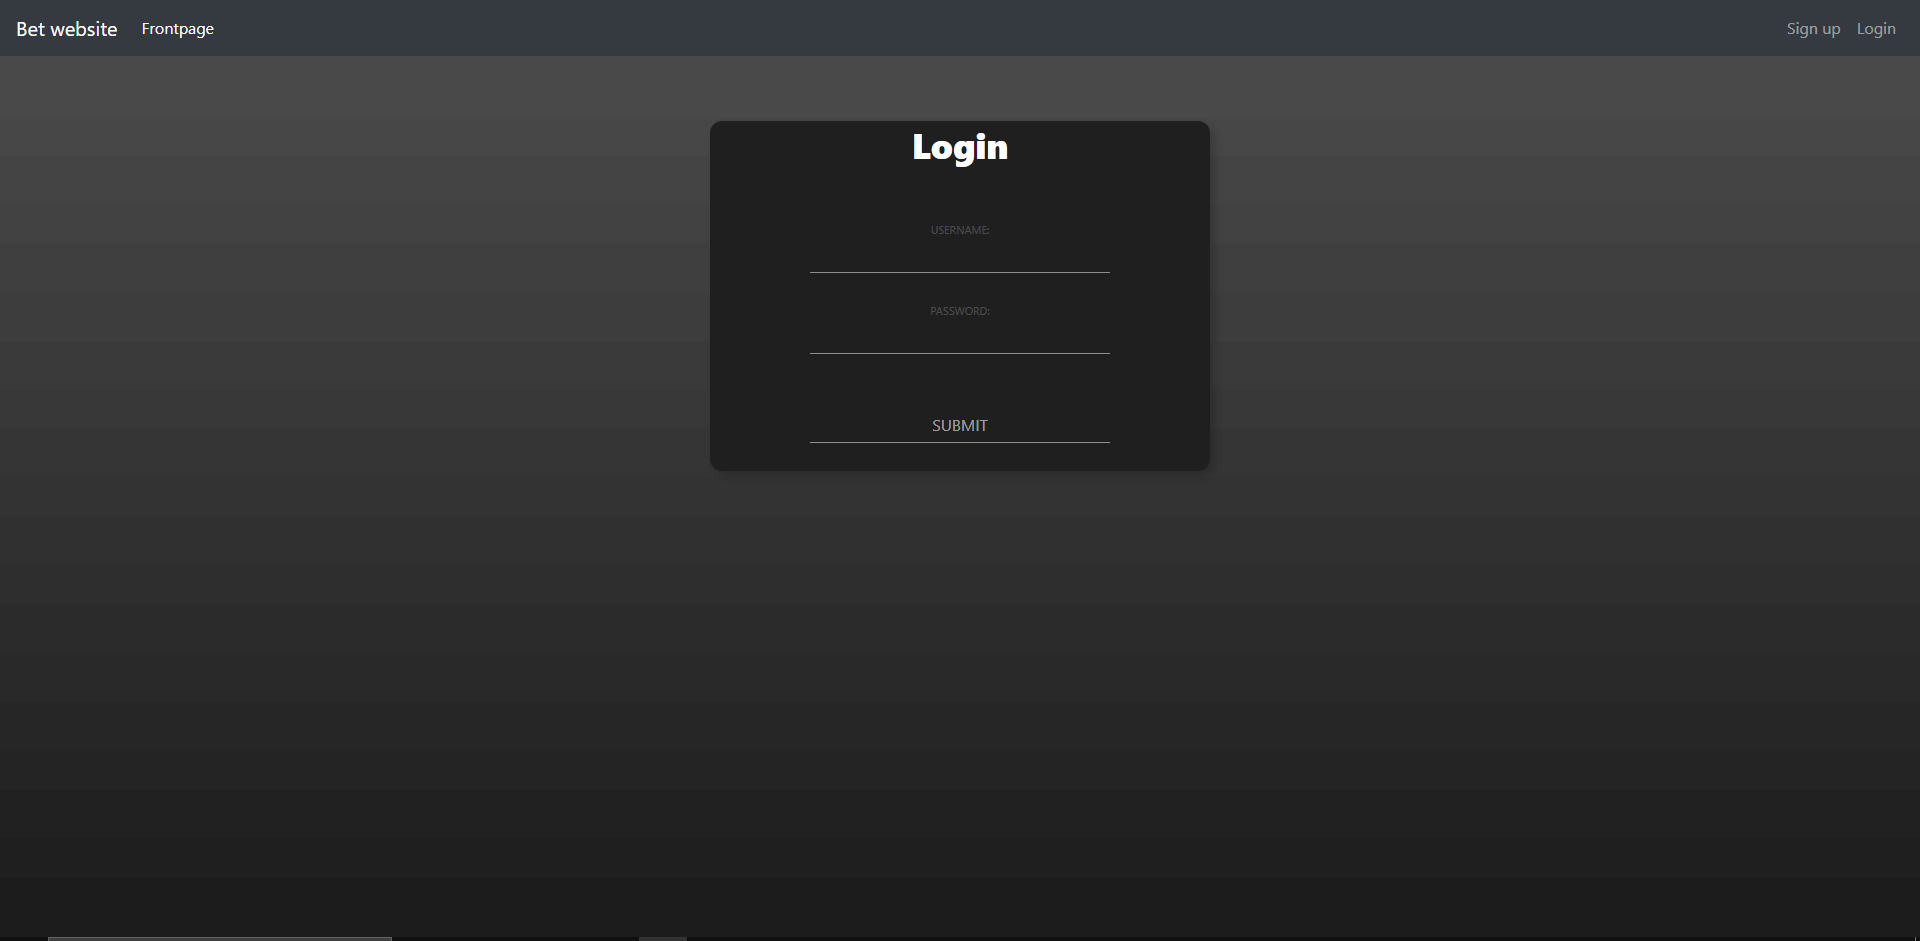 Bet website Frontpage Sign up Login
Login
USERNAME:
PASSWORD:
SUBMIT